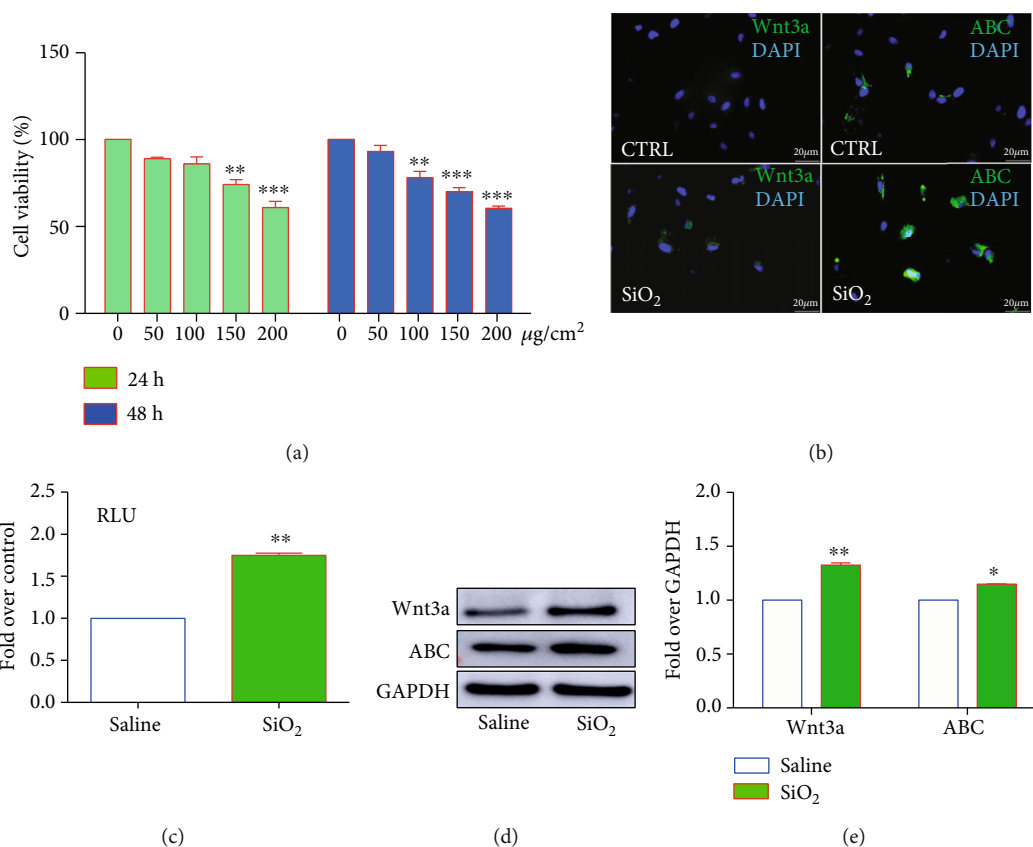 150
100
50
0
Cell viability (%)
**
***
**
***
***
0 50 100 150 200 0 50 100 150 200 μg/cm²
24 h
48 h
(a)
Wnt3a
DAPI
CTRL
20μm
ABC
DAPI
CTRL
20μm
Wnt3a
DAPI
SiO₂
20μm
ABC
DAPI
SiO₂
20μm
(b)
2.5
2.0
1.5
1.0
0.5
0.0
Fold over control
RLU
**
Saline SiO₂
(c)
Wnt3a
ABC
GAPDH
Saline SiO₂
(d)
2.0
1.5
1.0
0.5
0.0
Fold over GAPDH
**
*
Wnt3a ABC
Saline
SiO₂
(e)